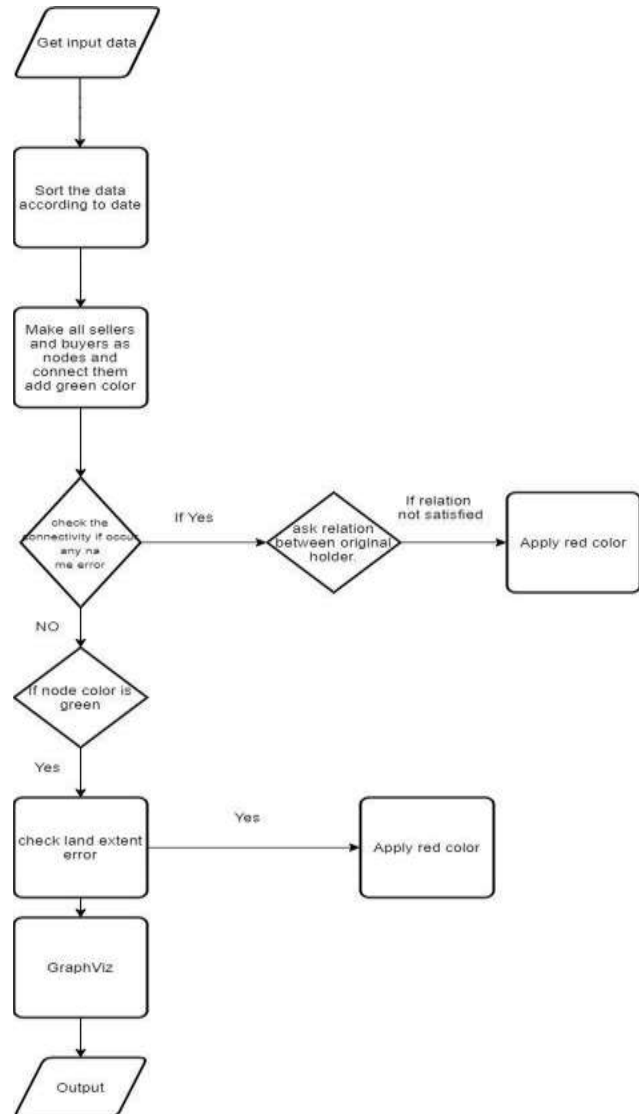 Get input data
Sort the data
according to date
Make all sellers
and buyers as
nodes and
connect them
add green color
check the
connectivity if occur
any na
me error
If Yes
ask relation
between original
holder.
If relation
not satisfied
Apply red color
NO
If node color is
green
Yes
check land extent
error
Yes
Apply red color
GraphViz
Output